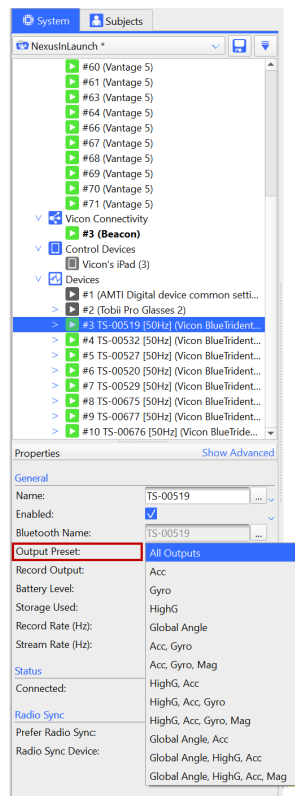 System
Subjects
NexusInLaunch *
#60 (Vantage 5)
#61 (Vantage 5)
#63 (Vantage 5)
#64 (Vantage 5)
#66 (Vantage 5)
#67 (Vantage 5)
#68 (Vantage 5)
#69 (Vantage 5)
#70 (Vantage 5)
#71 (Vantage 5)
Vicon Connectivity
#3 (Beacon)
Control Devices
Vicon's iPad (3)
Devices
#1 (AMTI Digital device common setti...
#2 (Tobii Pro Glasses 2)
#3 TS-00519 [50Hz] (Vicon BlueTrident...
#4 TS-00532 [50Hz] (Vicon BlueTrident...
#5 TS-00527 [50Hz] (Vicon BlueTrident...
#6 TS-00520 [50Hz] (Vicon BlueTrident...
#7 TS-00529 [50Hz] (Vicon BlueTrident...
#8 TS-00675 [50Hz] (Vicon BlueTrident...
#9 TS-00677 [50Hz] (Vicon BlueTrident...
#10 TS-00676 [50Hz] (Vicon BlueTride...
Properties Show Advanced
General
Name: TS-00519 ...
Enabled:
Bluetooth Name: TS-00519 ...
Output Preset: All Outputs
Record Output: Acc
Battery Level: Gyro
Storage Used: HighG
Record Rate (Hz): Global Angle
Stream Rate (Hz): Acc, Gyro
Acc, Gyro, Mag
Status
HighG, Acc
Connected:
HighG, Acc, Gyro
Radio Sync
HighG, Acc, Gyro, Mag
Prefer Radio Sync:
Global Angle, Acc
Radio Sync Device:
Global Angle, HighG, Acc
Global Angle, HighG, Acc, Mag